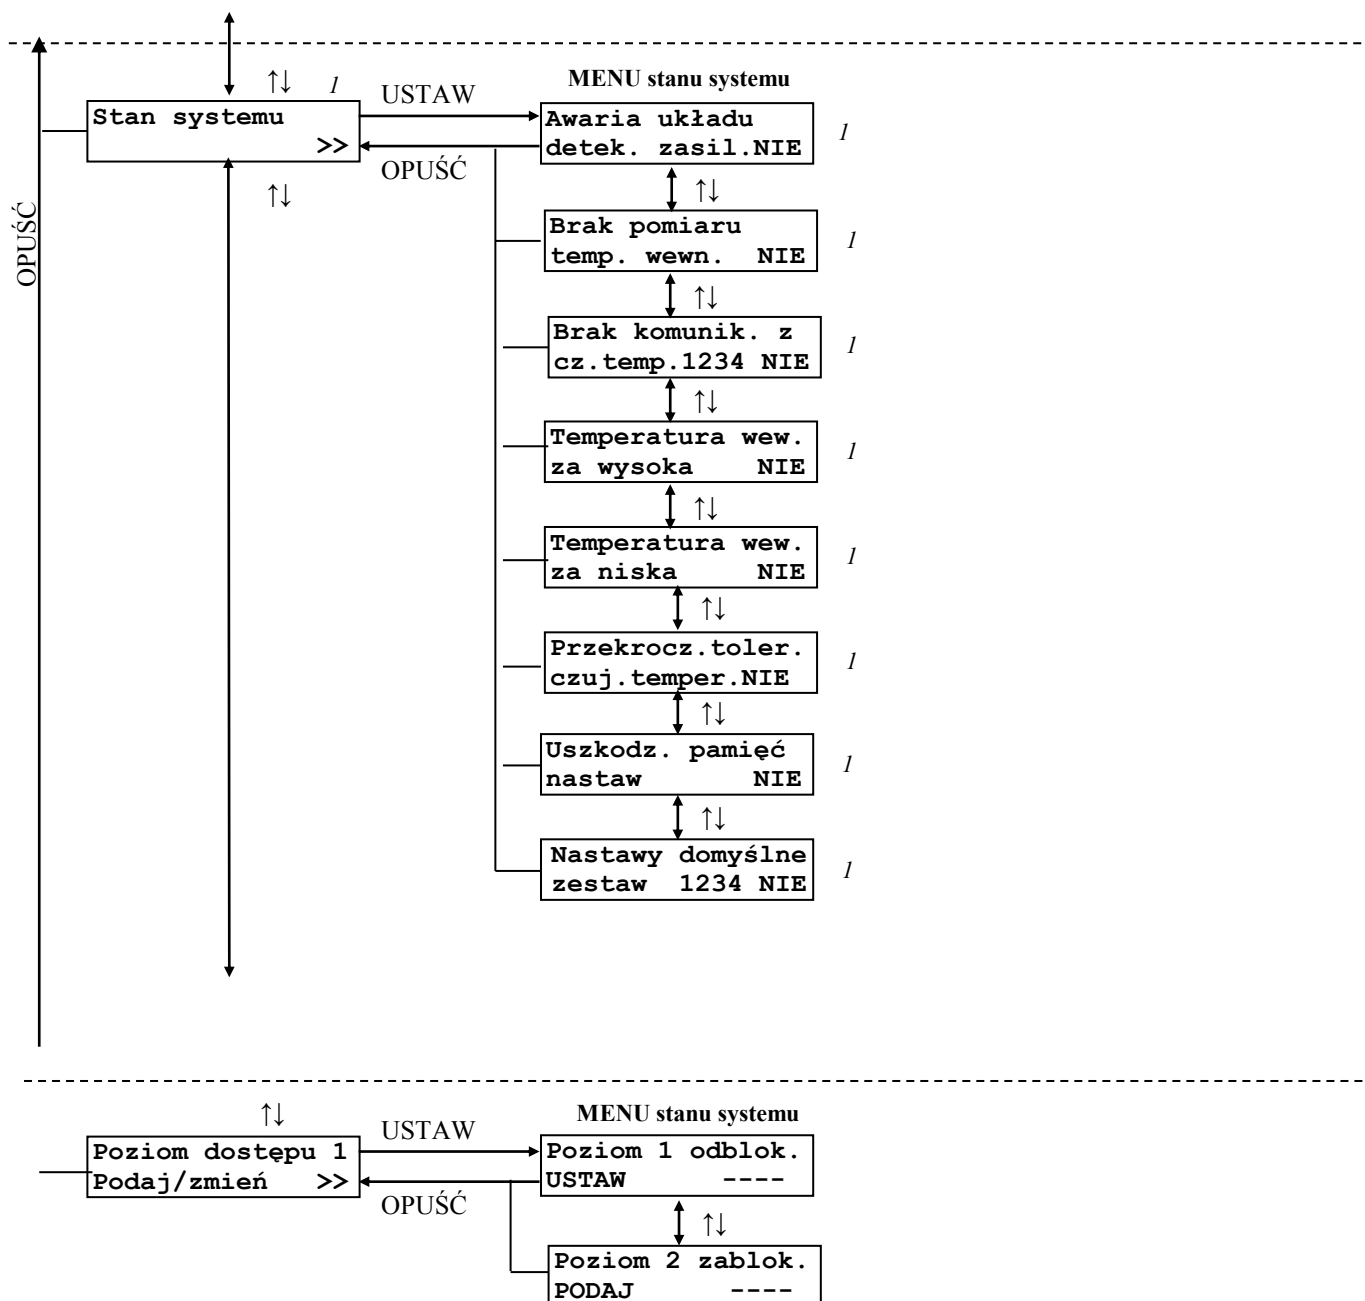 ↑↓ 1
USTAW
MENU stanu systemu
Stan systemu
>>
OPUŚĆ
↑↓
OPUŚĆ
Awaria układu
detek. zasil.NIE
1
↑↓
Brak pomiaru
temp. wewn. NIE
1
↑↓
Brak komunik. z
cz.temp.1234 NIE
1
↑↓
Temperatura wew.
za wysoka NIE
1
↑↓
Temperatura wew.
za niska NIE
1
↑↓
Przekrocz.toler.
czuj.temper.NIE
1
↑↓
Uszkodz. pamięć
nastaw NIE
1
↑↓
Nastawy domyślne
zestaw 1234 NIE
1
↑↓
USTAW
MENU stanu systemu
Poziom dostępu 1
Podaj/zmień >>
OPUŚĆ
Poziom 1 odblok.
USTAW ----
↑↓
Poziom 2 zablok.
PODAJ ----